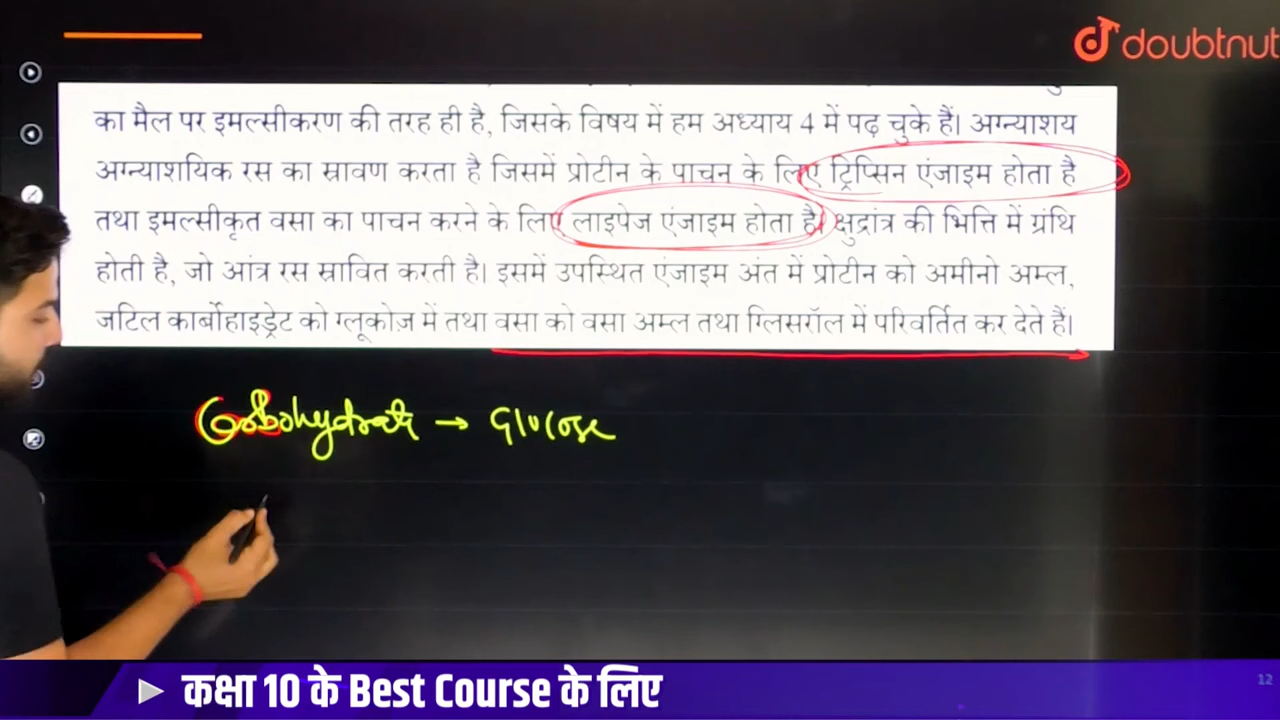 doubtnut
का मैल पर इमल्सीकरण की तरह ही है, जिसके विषय में हम अध्याय 4 में पढ़ चुके हैं। अग्न्याशय
अग्न्याशयिक रस का स्रावण करता है जिसमें प्रोटीन के पाचन के लिए ट्रिप्सिन एंजाइम होता है
तथा इमल्सीकृत वसा का पाचन करने के लिए लाइपेज एंजाइम होता है। क्षुद्रांत्र की भित्ति में ग्रंथि
होती है, जो आंत्र रस स्रावित करती है। इसमें उपस्थित एंजाइम अंत में प्रोटीन को अमीनो अम्ल,
जटिल कार्बोहाइड्रेट को ग्लूकोज में तथा वसा को वसा अम्ल तथा ग्लिसरॉल में परिवर्तित कर देते हैं।
Carbohydrate → Glucose
कक्षा 10 के Best Course के लिए
12